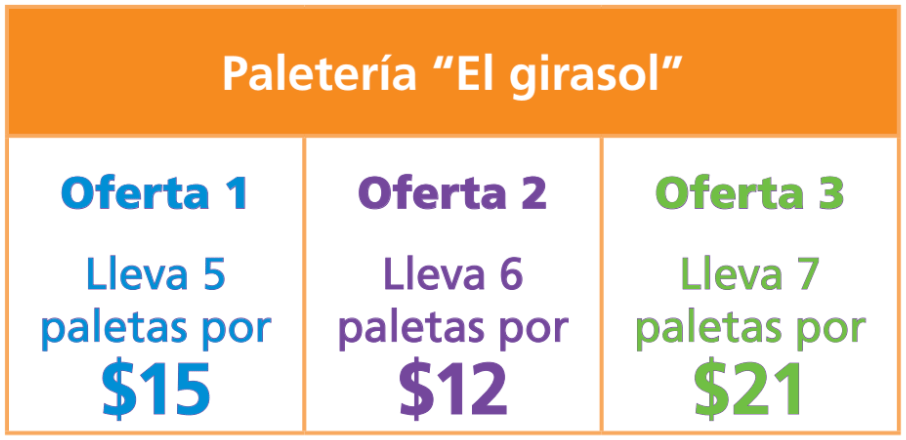 Paletería “El girasol”
Oferta 1
Lleva 5
paletas por
$15
Oferta 2
Lleva 6
paletas por
$12
Oferta 3
Lleva 7
paletas por
$21